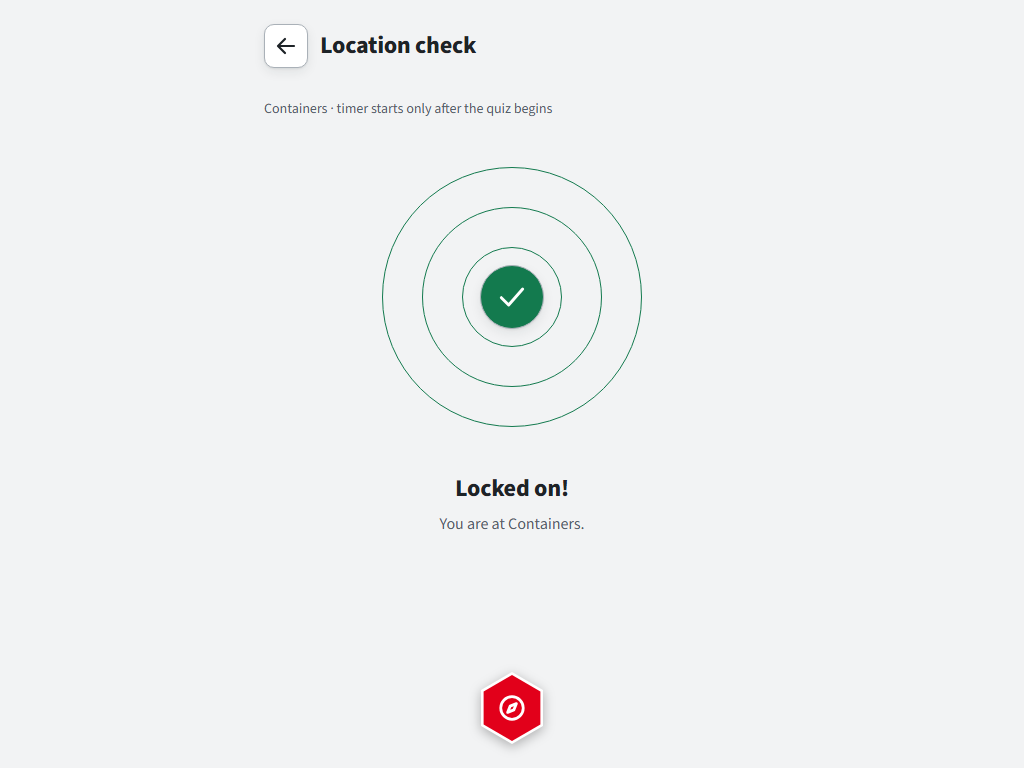 Location check
Containers · timer starts only after the quiz begins
Locked on!
You are at Containers.